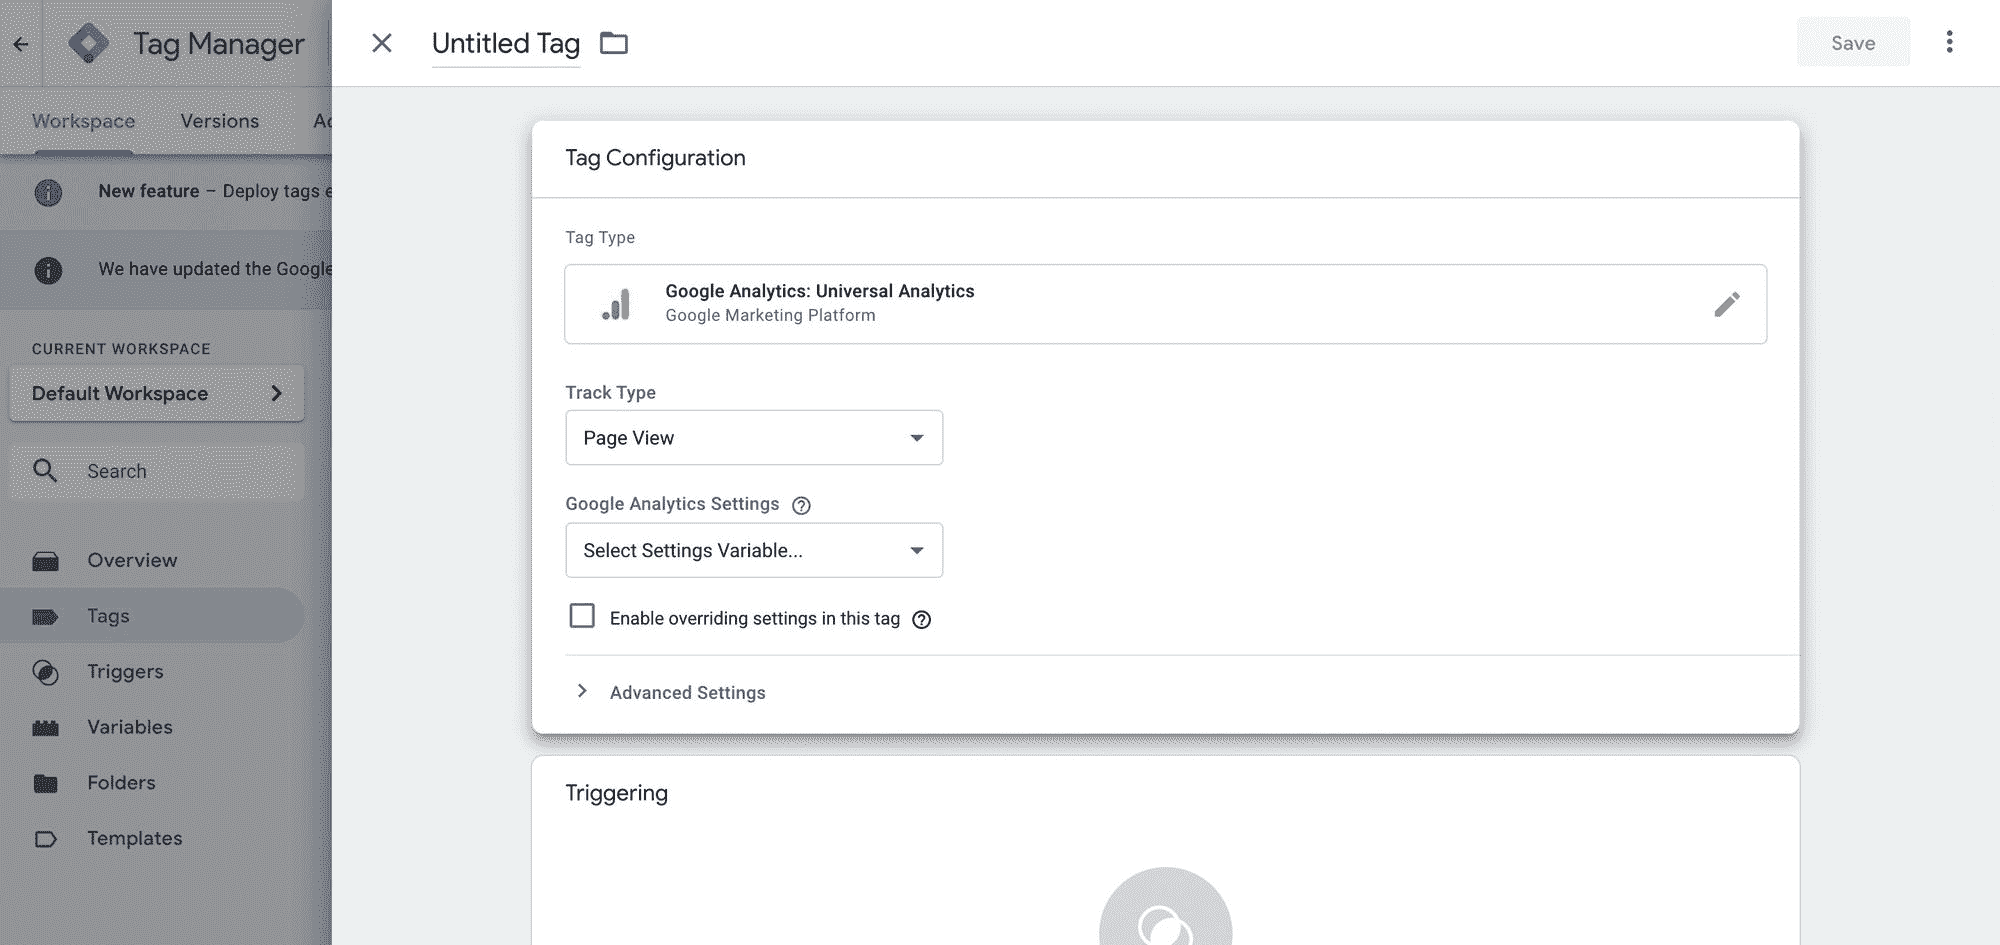 Tag Manager
Untitled Tag
Save
Workspace
Versions
New feature – Deploy tags
We have updated the Google
CURRENT WORKSPACE
Default Workspace
Search
Overview
Tags
Triggers
Variables
Folders
Templates
Tag Configuration
Tag Type
Google Analytics: Universal Analytics
Google Marketing Platform
Track Type
Page View
Google Analytics Settings
Select Settings Variable...
Enable overriding settings in this tag
Advanced Settings
Triggering